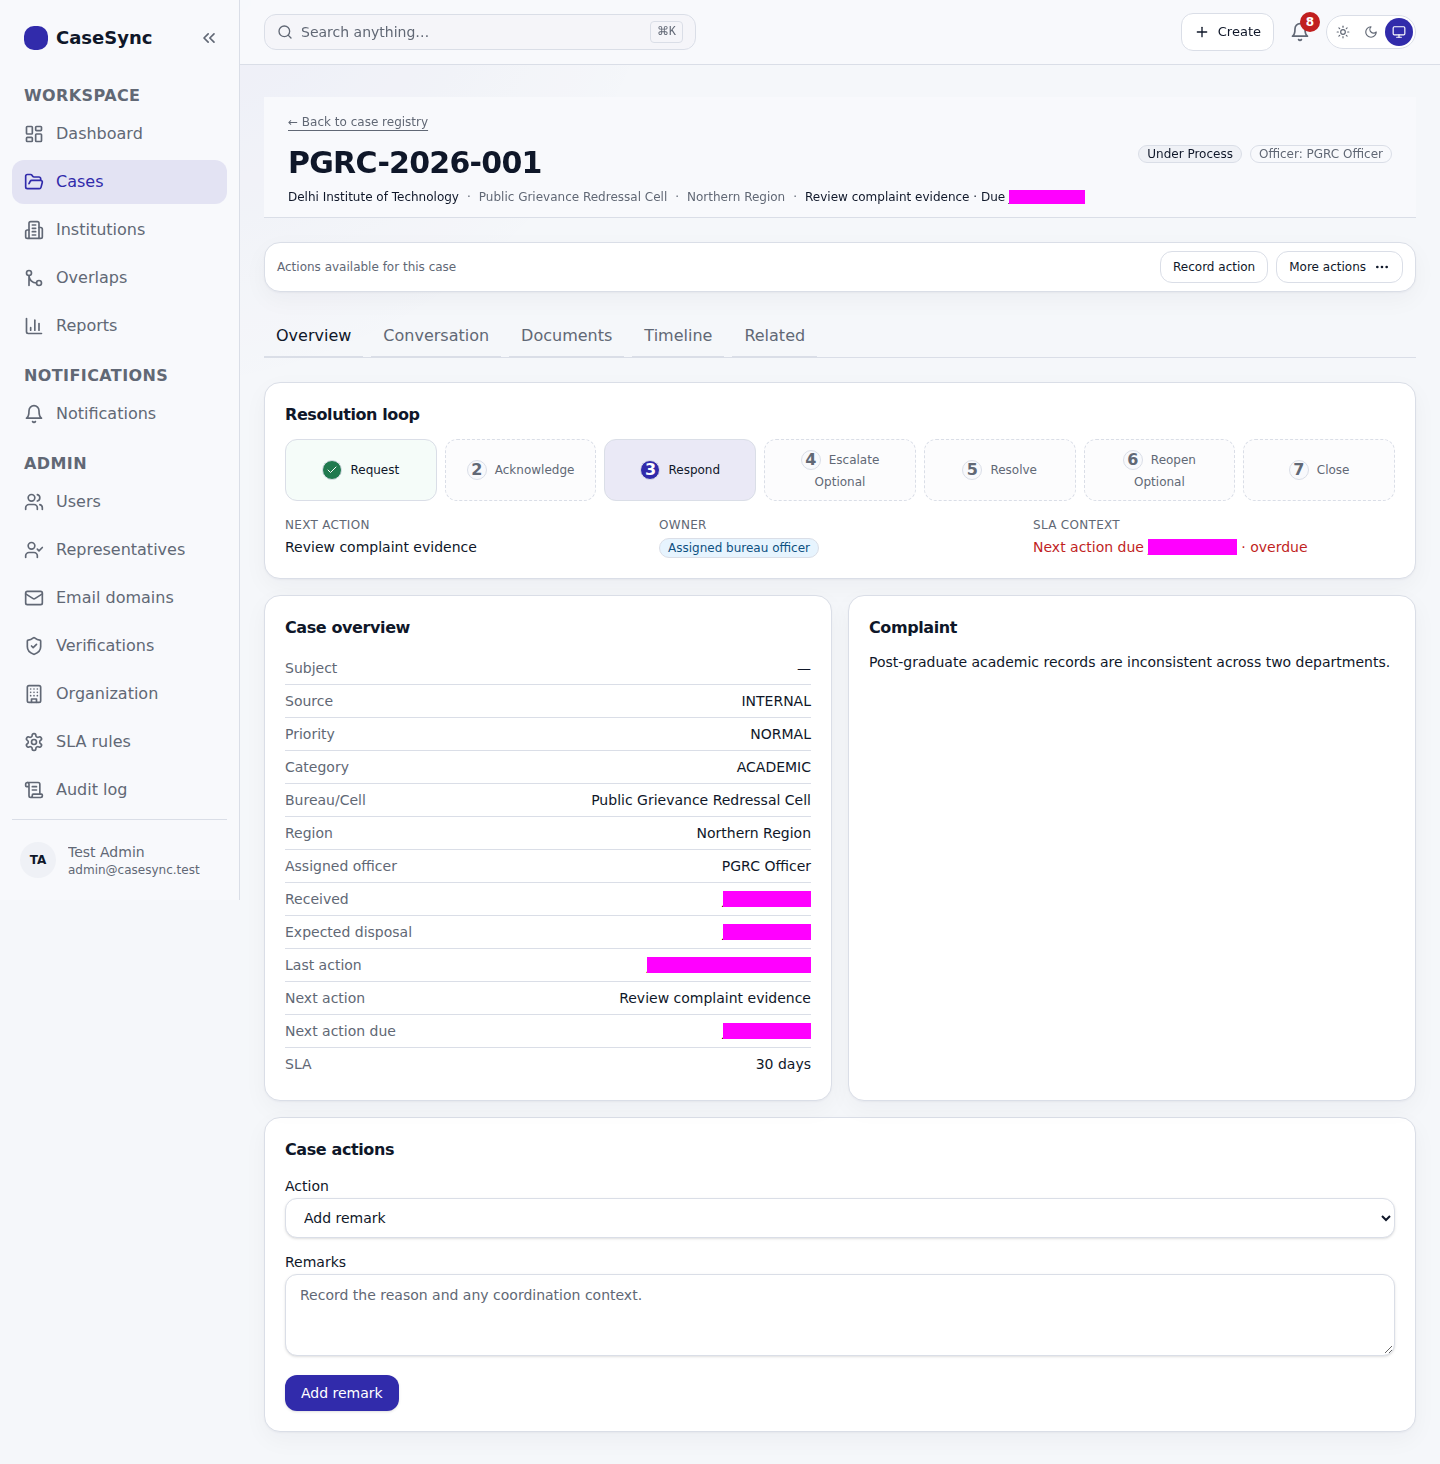 CaseSync
WORKSPACE
Dashboard
Cases
Institutions
Overlaps
Reports
NOTIFICATIONS
Notifications
ADMIN
Users
Representatives
Email domains
Verifications
Organization
SLA rules
Audit log
TA
Test Admin
admin@casesync.test
Search anything... ⌘K
Create
8
← Back to case registry
PGRC-2026-001
Under Process Officer: PGRC Officer
Delhi Institute of Technology · Public Grievance Redressal Cell · Northern Region · Review complaint evidence · Due
Actions available for this case
Record action More actions ···
Overview Conversation Documents Timeline Related
Resolution loop
Request
2 Acknowledge
3 Respond
4 Escalate
Optional
5 Resolve
6 Reopen
Optional
7 Close
NEXT ACTION
Review complaint evidence
OWNER
Assigned bureau officer
SLA CONTEXT
Next action due · overdue
Case overview
Subject —
Source INTERNAL
Priority NORMAL
Category ACADEMIC
Bureau/Cell Public Grievance Redressal Cell
Region Northern Region
Assigned officer PGRC Officer
Received
Expected disposal
Last action
Next action Review complaint evidence
Next action due
SLA 30 days
Complaint
Post-graduate academic records are inconsistent across two departments.
Case actions
Action
Add remark
Remarks
Record the reason and any coordination context.
Add remark